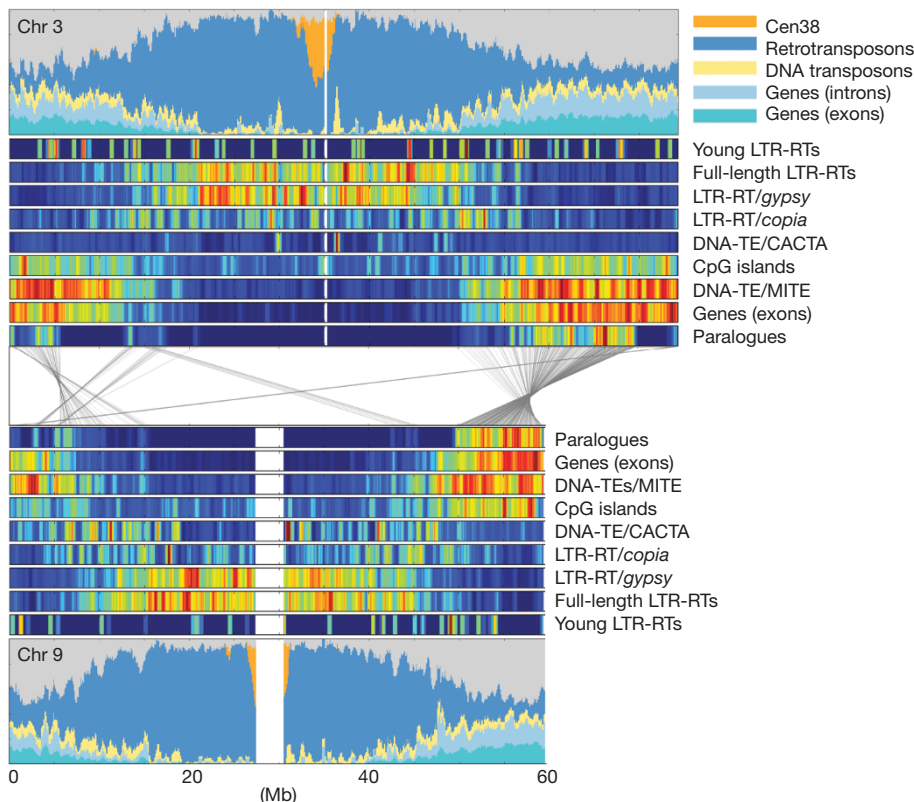 Chr 3
Cen38
Retrotransposons
DNA transposons
Genes (introns)
Genes (exons)
Young LTR-RTs
Full-length LTR-RTs
LTR-RT/gypsy
LTR-RT/copia
DNA-TE/CACTA
CpG islands
DNA-TE/MITE
Genes (exons)
Paralogues
Paralogues
Genes (exons)
DNA-TEs/MITE
CpG islands
DNA-TE/CACTA
LTR-RT/copia
LTR-RT/gypsy
Full-length LTR-RTs
Young LTR-RTs
Chr 9
0 20 40 60
(Mb)